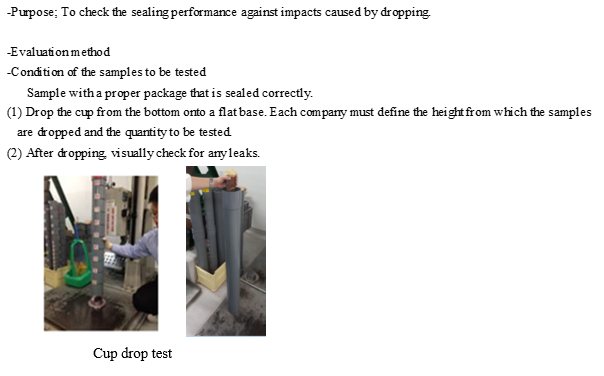 -Purpose; To check the sealing performance against impacts caused by dropping.
-Evaluation method
-Condition of the samples to be tested
Sample with a proper package that is sealed correctly.
(1) Drop the cup from the bottom onto a flat base. Each company must define the height from which the samples
are dropped and the quantity to be tested.
(2) After dropping, visually check for any leaks.
Cup drop test